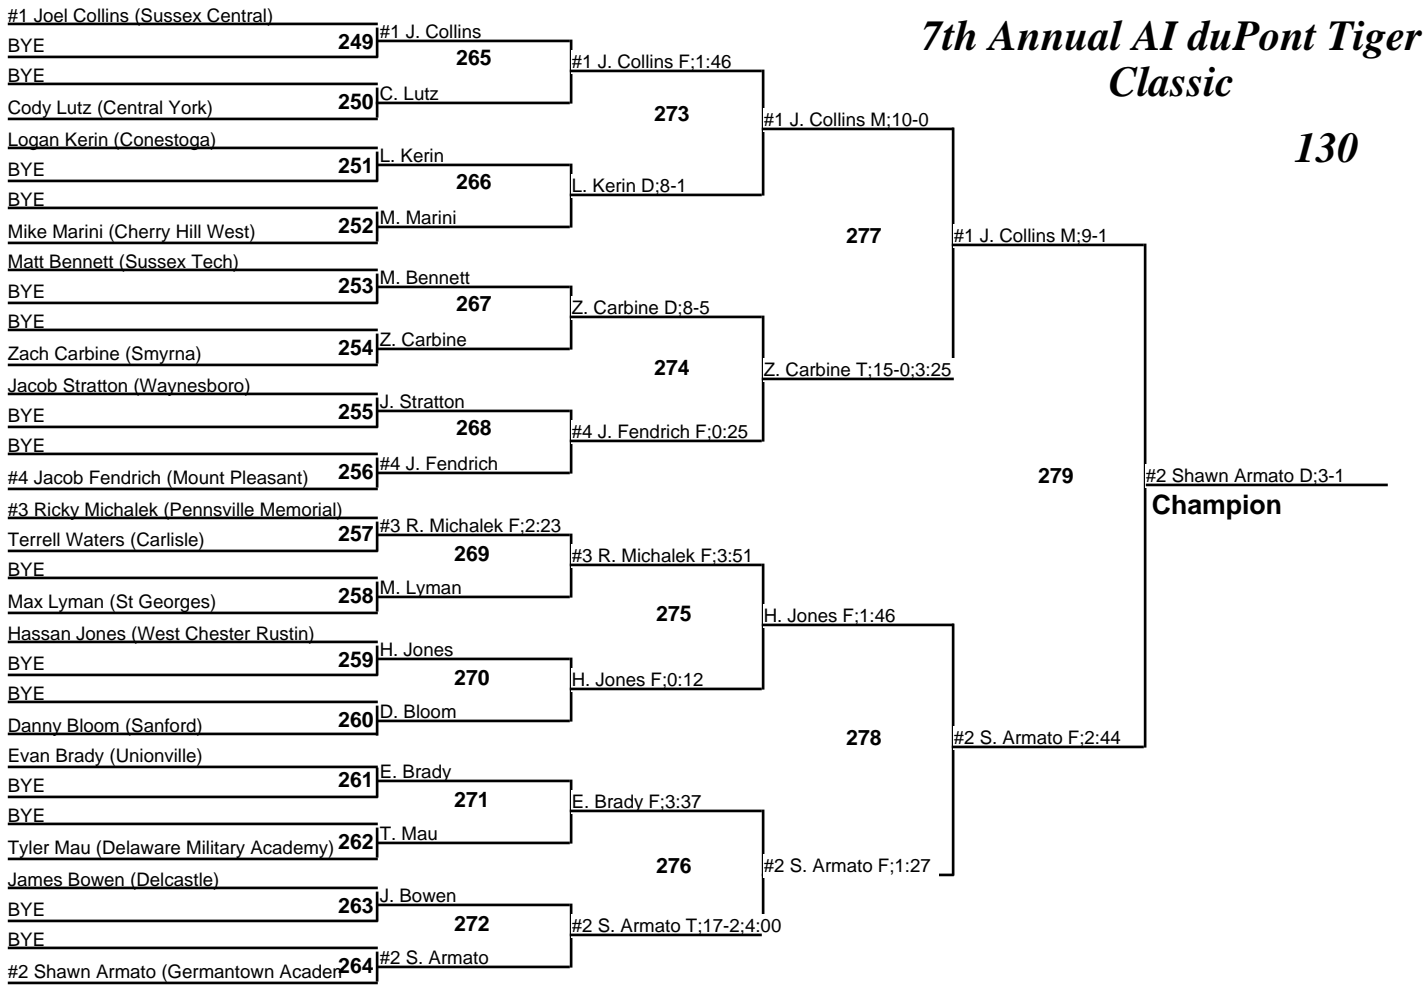 7th Annual AI duPont Tiger
Classic
130
#1 Joel Collins (Sussex Central)
BYE
249
BYE
Cody Lutz (Central York)
250
Logan Kerin (Conestoga)
BYE
251
BYE
Mike Marini (Cherry Hill West)
252
Matt Bennett (Sussex Tech)
BYE
253
BYE
Zach Carbine (Smyrna)
254
Jacob Stratton (Waynesboro)
BYE
255
BYE
#4 Jacob Fendrich (Mount Pleasant)
256
#3 Ricky Michalek (Pennsville Memorial)
Terrell Waters (Carlisle)
257
BYE
Max Lyman (St Georges)
258
Hassan Jones (West Chester Rustin)
BYE
259
BYE
Danny Bloom (Sanford)
260
Evan Brady (Unionville)
BYE
261
BYE
Tyler Mau (Delaware Military Academy)
262
James Bowen (Delcastle)
BYE
263
BYE
#2 Shawn Armato (Germantown Acaden
264
#1 J. Collins
265
C. Lutz
L. Kerin
266
M. Marini
M. Bennett
267
Z. Carbine
J. Stratton
268
#4 J. Fendrich
#3 R. Michalek F;2:23
269
M. Lyman
H. Jones
270
D. Bloom
E. Brady
271
T. Mau
J. Bowen
272
#2 S. Armato
#1 J. Collins F;1:46
273
L. Kerin D;8-1
Z. Carbine D;8-5
274
#4 J. Fendrich F;0:25
#3 R. Michalek F;3:51
275
H. Jones F;0:12
E. Brady F;3:37
276
#2 S. Armato T;17-2;4:00
#1 J. Collins M;10-0
277
Z. Carbine T;15-0;3:25
H. Jones F;1:46
278
#2 S. Armato F;1:27
#1 J. Collins M;9-1
279
#2 S. Armato F;2:44
#2 Shawn Armato D;3-1
Champion